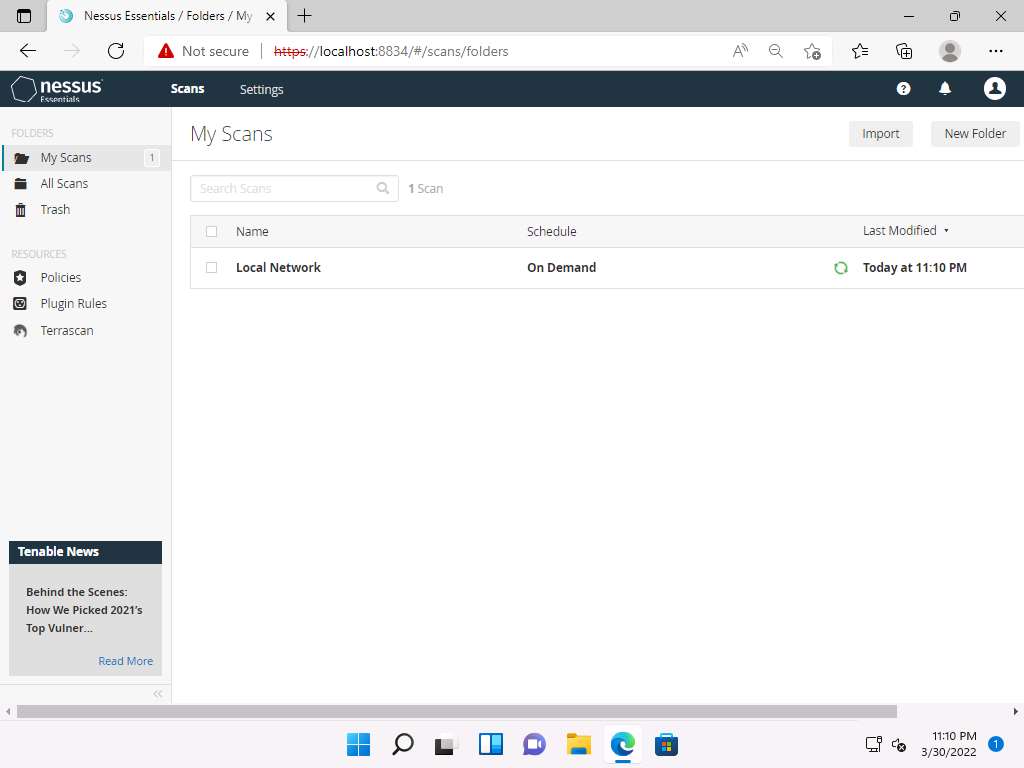 Nessus Essentials / Folders / My
Not secure
https://localhost:8834/#/scans/folders
nessus
Essentials
Scans
Settings
FOLDERS
My Scans
1
All Scans
Trash
RESOURCES
Policies
Plugin Rules
Terrascan
Tenable News
Behind the Scenes:
How We Picked 2021's
Top Vulner...
Read More
My Scans
Import
New Folder
Search Scans
1 Scan
Name
Schedule
Last Modified
Local Network
On Demand
Today at 11:10 PM
11:10 PM
3/30/2022
1